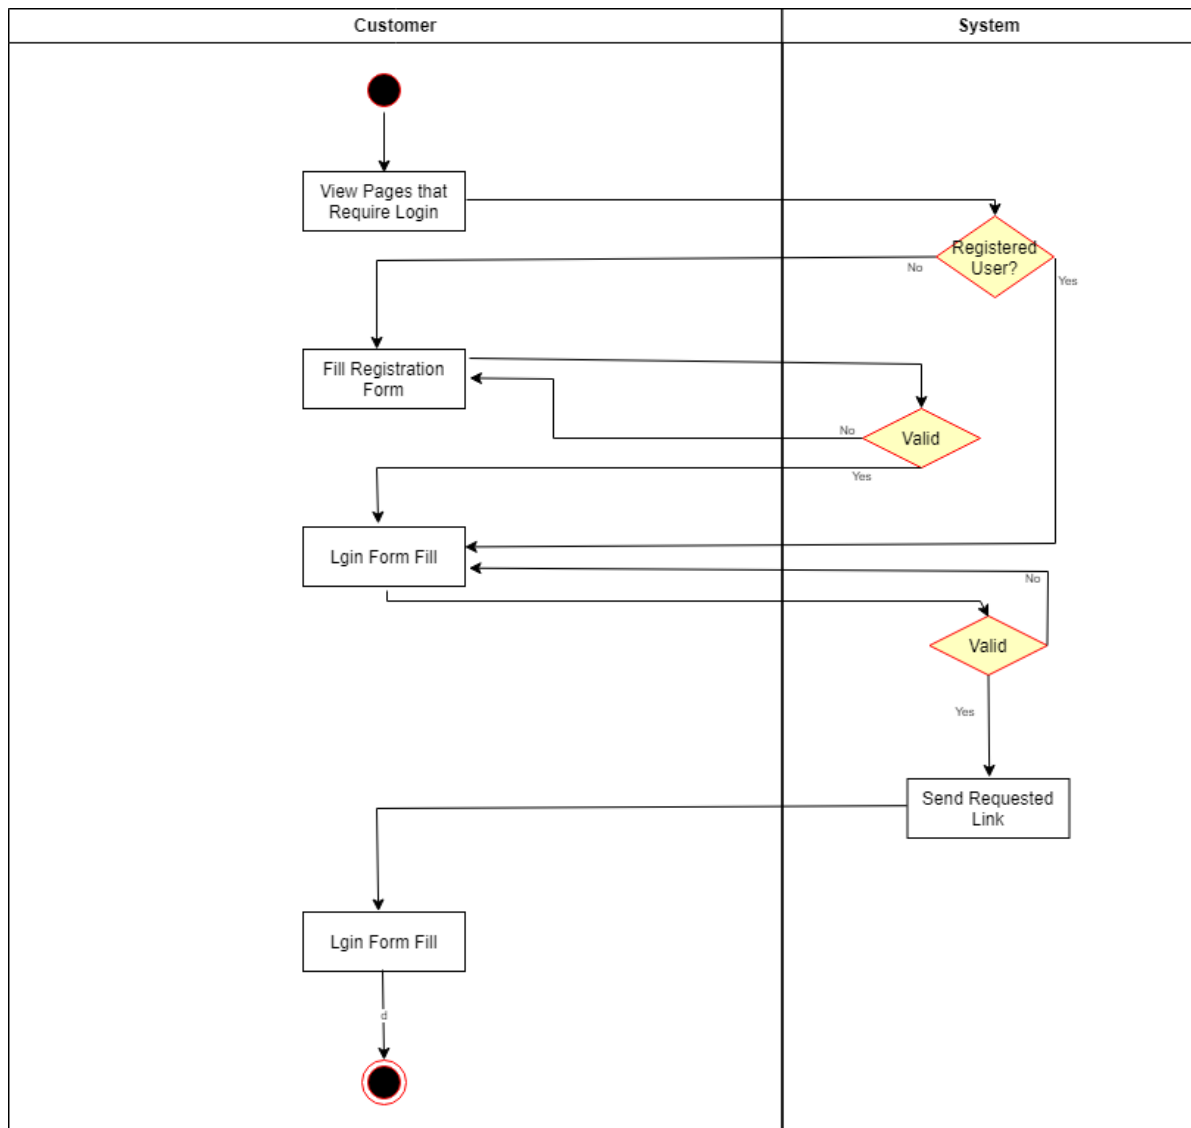 Customer
System
View Pages that
Require Login
Registered
User?
No
Yes
Fill Registration
Form
Valid
No
Yes
Lgin Form Fill
No
Valid
Yes
Send Requested
Link
Lgin Form Fill
d